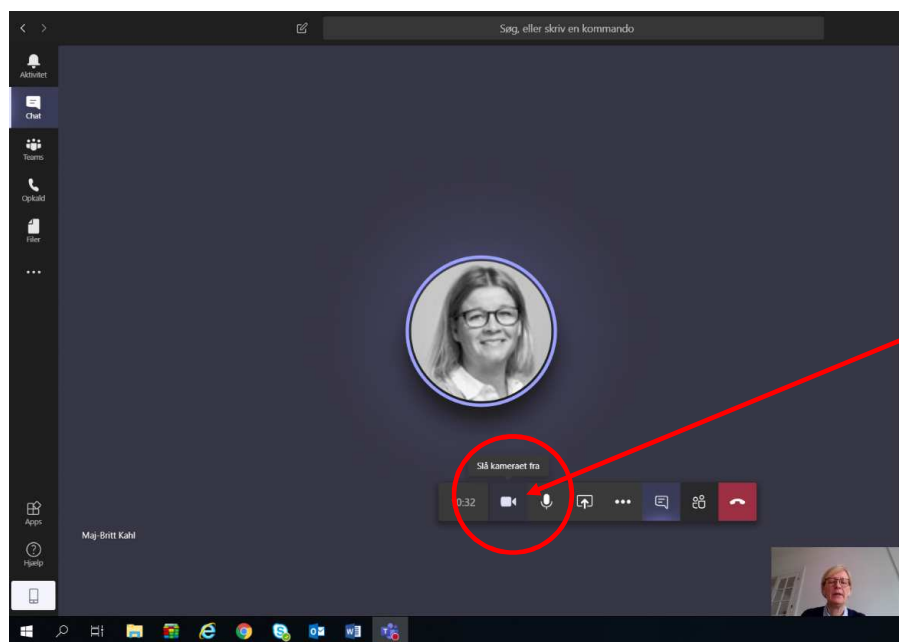 Søg, eller skriv en kommando
Aktivitet
Chat
Teams
Opkald
Filer
Slå kameraet fra
0:32
Maj-Britt Kahl
Apps
Hjælp